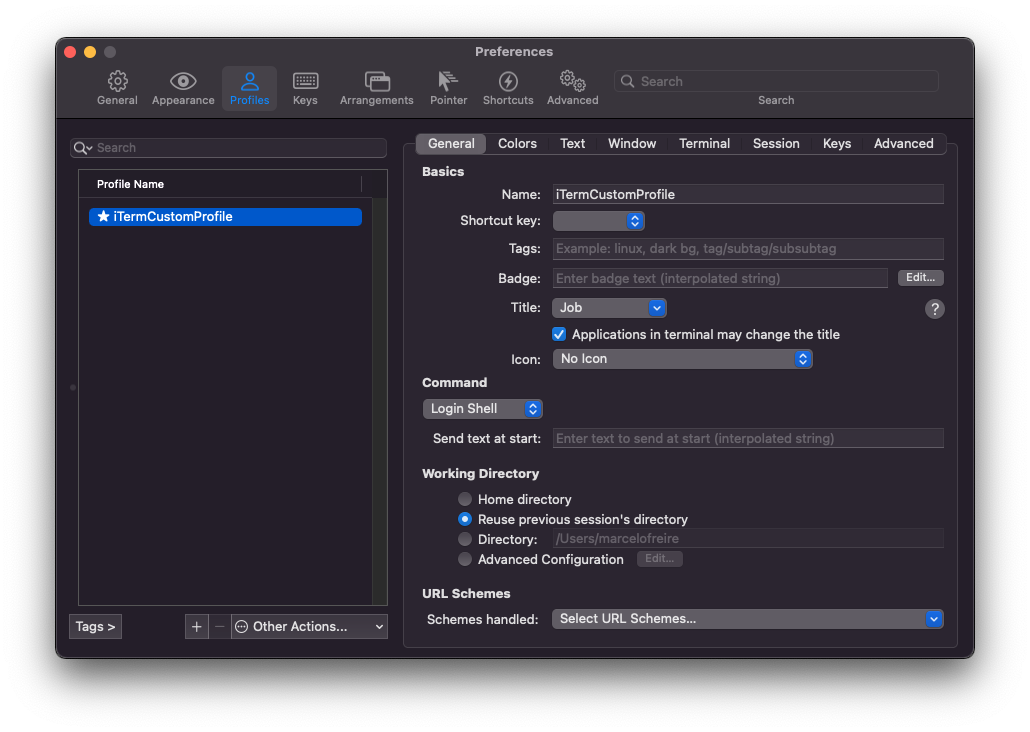 Preferences
General Appearance Profiles Keys Arrangements Pointer Shortcuts Advanced Search
Search
Search
Profile Name
★ iTermCustomProfile
Tags > + − Other Actions...
General Colors Text Window Terminal Session Keys Advanced
Basics
Name: iTermCustomProfile
Shortcut key:
Tags: Example: linux, dark bg, tag/subtag/subsubtag
Badge: Enter badge text (interpolated string) Edit...
Title: Job ?
Applications in terminal may change the title
Icon: No Icon
Command
Login Shell
Send text at start: Enter text to send at start (interpolated string)
Working Directory
Home directory
Reuse previous session's directory
Directory: /Users/marcelofreire
Advanced Configuration Edit...
URL Schemes
Schemes handled: Select URL Schemes...